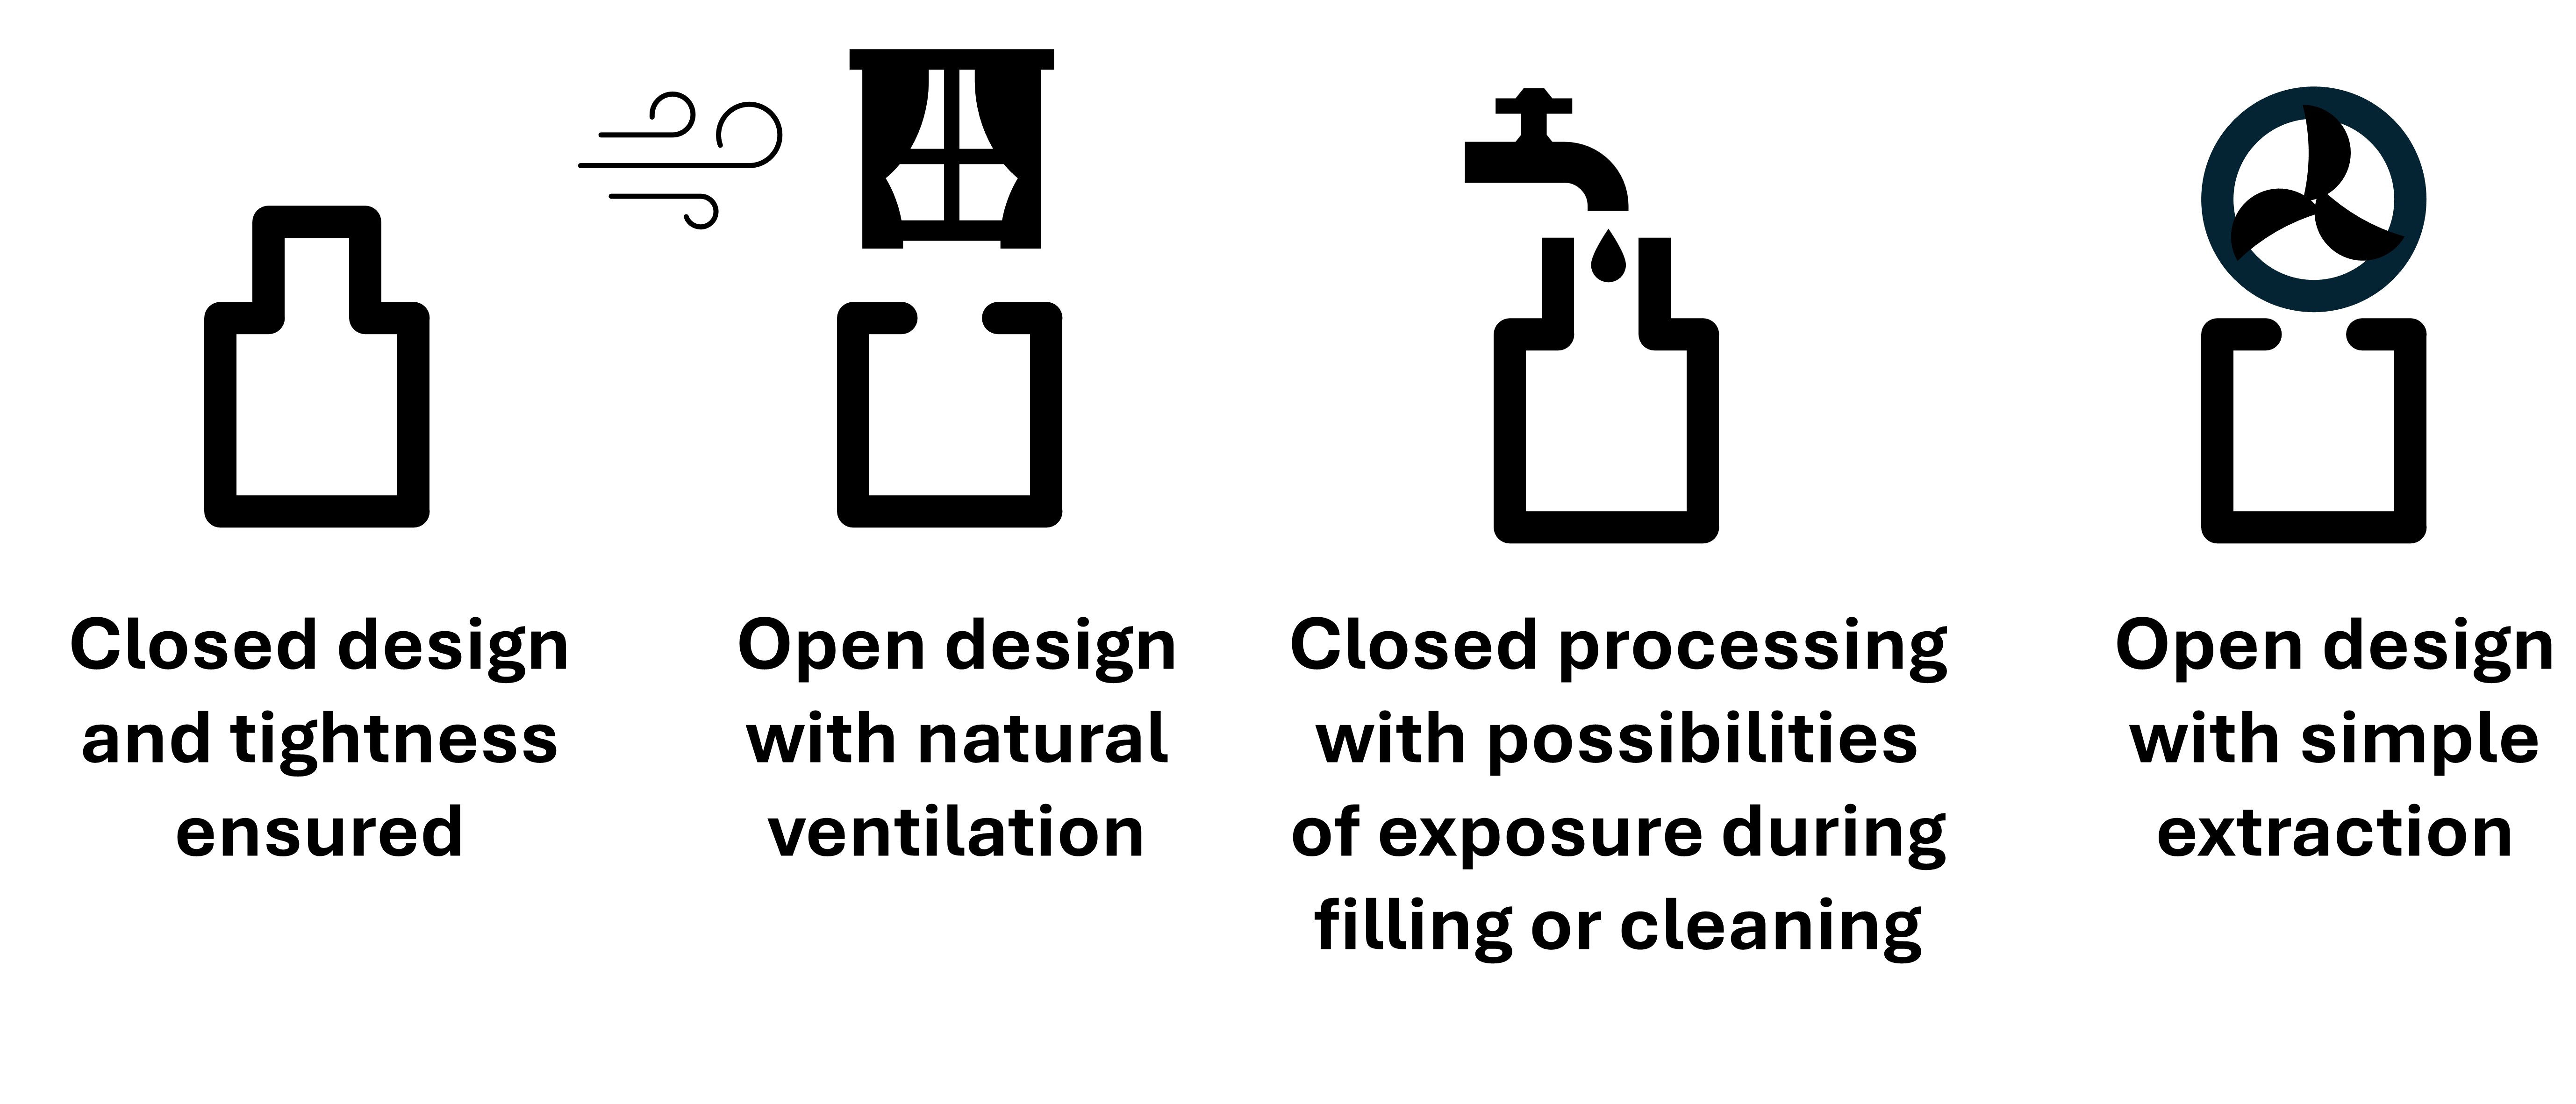 Closed design
and tightness
ensured
Open design
with natural
ventilation
Closed processing
with possibilities
of exposure during
filling or cleaning
Open design
with simple
extraction